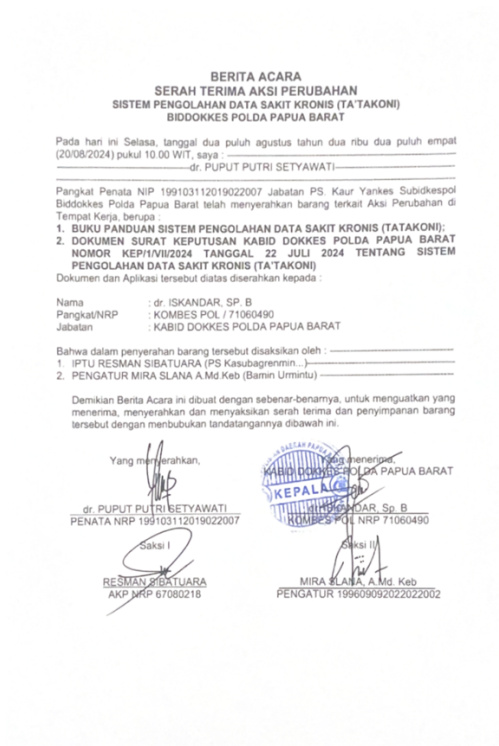 BERITA ACARA
SERAH TERIMA AKSI PERUBAHAN
SISTEM PENGOLAHAN DATA SAKIT KRONIS (TA'TAKONI)
BIDDOKKES POLDA PAPUA BARAT
Pada hari ini Selasa, tanggal dua puluh agustus tahun dua ribu dua puluh empat
(20/08/2024) pukul 10.00 WIT, saya :
dr. PUPUT PUTRI SETYAWATI
Pangkat Penata NIP 199103112019022007 Jabatan PS. Kaur Yankes Subidkespol
Biddokkes Polda Papua Barat telah menyerahkan barang terkait Aksi Perubahan di
Tempat Kerja, berupa :
1. BUKU PANDUAN SISTEM PENGOLAHAN DATA SAKIT KRONIS (TATAKONI);
2. DOKUMEN SURAT KEPUTUSAN KABID DOKKES POLDA PAPUA BARAT
NOMOR KEP/1/VII/2024 TANGGAL 22 JULI 2024 TENTANG SISTEM
PENGOLAHAN DATA SAKIT KRONIS (TA'TAKONI)
Dokumen dan Aplikasi tersebut diatas diserahkan kepada :
Nama : dr. ISKANDAR, SP. B
Pangkat/NRP : KOMBES POL / 71060490
Jabatan : KABID DOKKES POLDA PAPUA BARAT
Bahwa dalam penyerahan barang tersebut disaksikan oleh :
1. IPTU RESMAN SIBATUARA (PS Kasubagrenmin...)
2. PENGATUR MIRA SLANA A.Md.Keb (Bamin Urmintu)
Demikian Berita Acara ini dibuat dengan sebenar-benarnya, untuk menguatkan yang
menerima, menyerahkan dan menyaksikan serah terima dan penyimpanan barang
tersebut dengan menbubukan tandatangannya dibawah ini.
Yang menyerahkan,
dr. PUPUT PUTRI SETYAWATI
PENATA NRP 199103112019022007
Yang menerima,
KABID DOKKES POLDA PAPUA BARAT
KEPALA
dr. ISKANDAR, Sp. B
KOMBES POL NRP 71060490
Saksi I
RESMAN SIBATUARA
AKP NRP 67080218
Saksi II
MIRA SLANA, A.Md. Keb
PENGATUR 199609092022022002